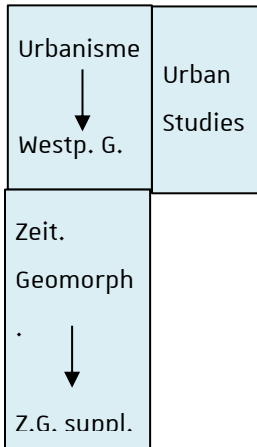 Urbanisme
Westp. G.
Urban
Studies
Zeit.
Geomorph
.
Z.G. suppl.